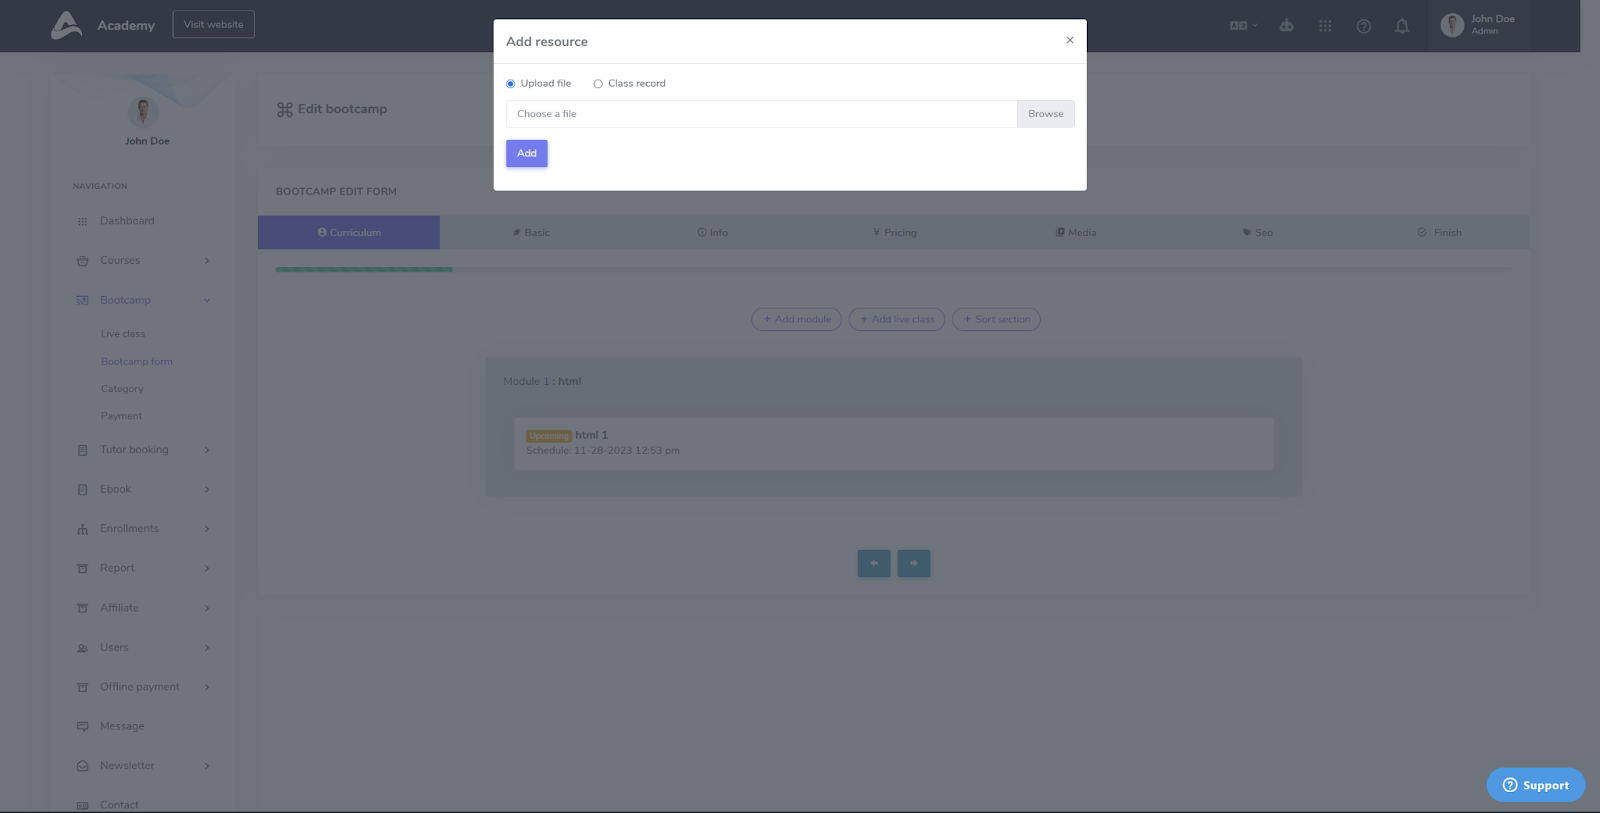 Academy
Visit website
John Doe
Admin
Add resource
×
Upload file
Class record
Choose a file
Browse
Add
John Doe
NAVIGATION
Dashboard
Courses
Bootcamp
Live class
Bootcamp form
Category
Payment
Tutor booking
Ebook
Enrollments
Report
Affiliate
Users
Offline payment
Message
Newsletter
Contact
Edit bootcamp
BOOTCAMP EDIT FORM
Curriculum
Basic
Info
Pricing
Media
Seo
Finish
+ Add module
+ Add live class
+ Sort section
Module 1 : html
Upcoming html 1
Schedule: 11-28-2023 12:53 pm
Support